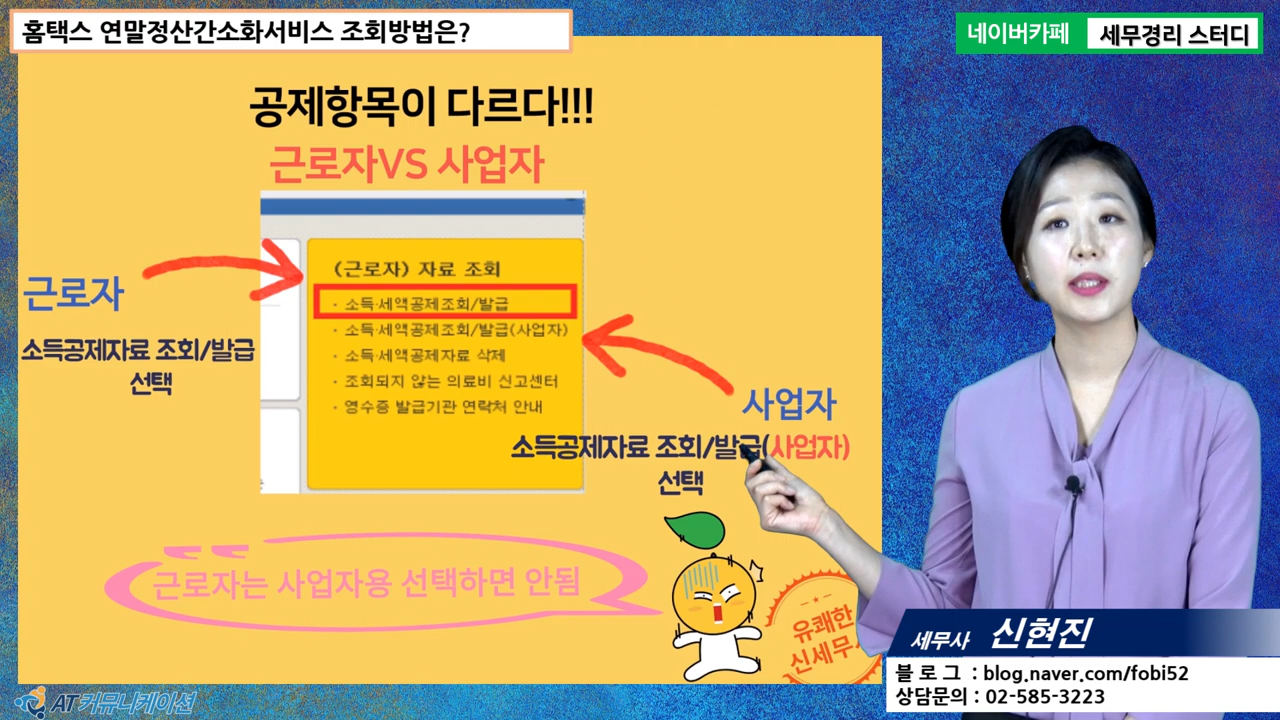 홈택스 연말정산간소화서비스 조회방법은?
네이버카페 세무경리 스터디
공제항목이 다르다!!!
근로자VS 사업자
(근로자) 자료 조회
· 소득·세액공제조회/발급
· 소득·세액공제조회/발급(사업자)
· 소득·세액공제자료 삭제
· 조회되지 않는 의료비 신고센터
· 영수증 발급기관 연락처 안내
근로자
소득공제자료 조회/발급
선택
사업자
소득공제자료 조회/발급(사업자)
선택
근로자는 사업자용 선택하면 안됨
유쾌한
신세무사
세무사 신현진
블로그 : blog.naver.com/fobi52
상담문의 : 02-585-3223
AT커뮤니케이션